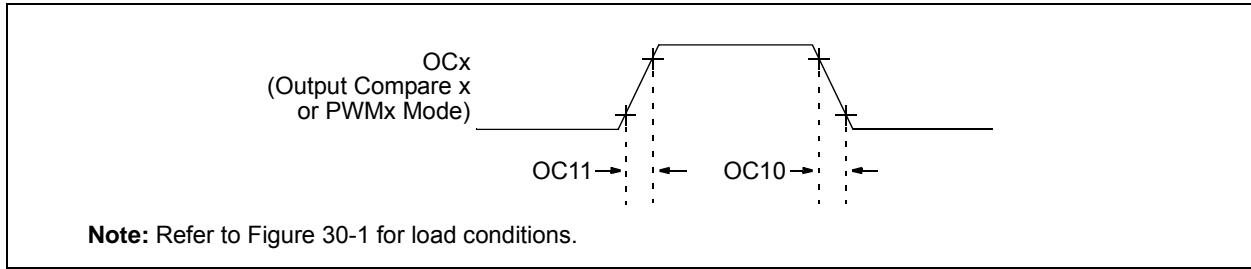 OCx
(Output Compare x
or PWMx Mode)
OC11
OC10
Note: Refer to Figure 30-1 for load conditions.